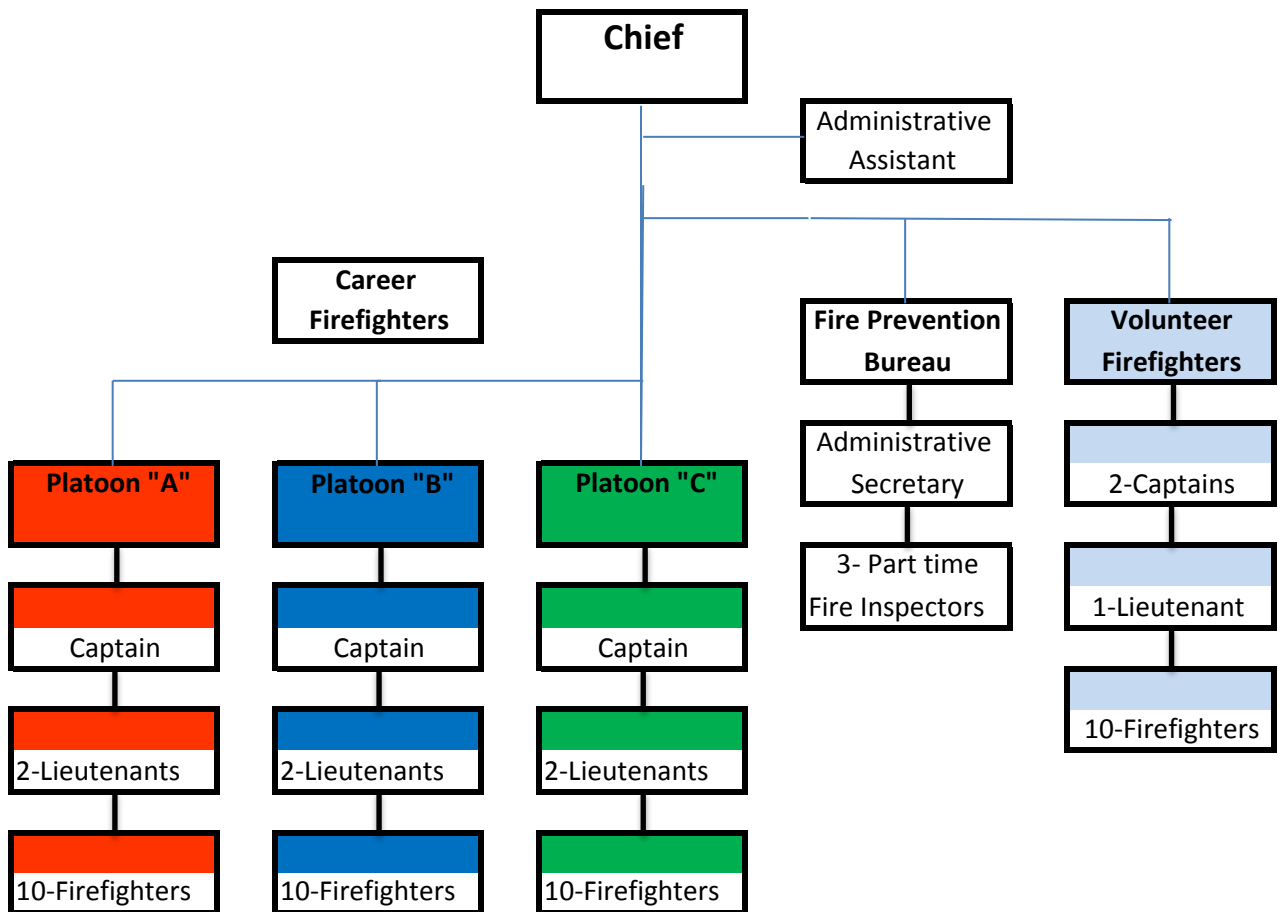 Chief
Administrative
Assistant
Career
Firefighters
Fire Prevention
Bureau
Volunteer
Firefighters
Platoon "A"
Captain
2-Lieutenants
10-Firefighters
Platoon "B"
Captain
2-Lieutenants
10-Firefighters
Platoon "C"
Captain
2-Lieutenants
10-Firefighters
Administrative
Secretary
3- Part time
Fire Inspectors
2-Captains
1-Lieutenant
10-Firefighters